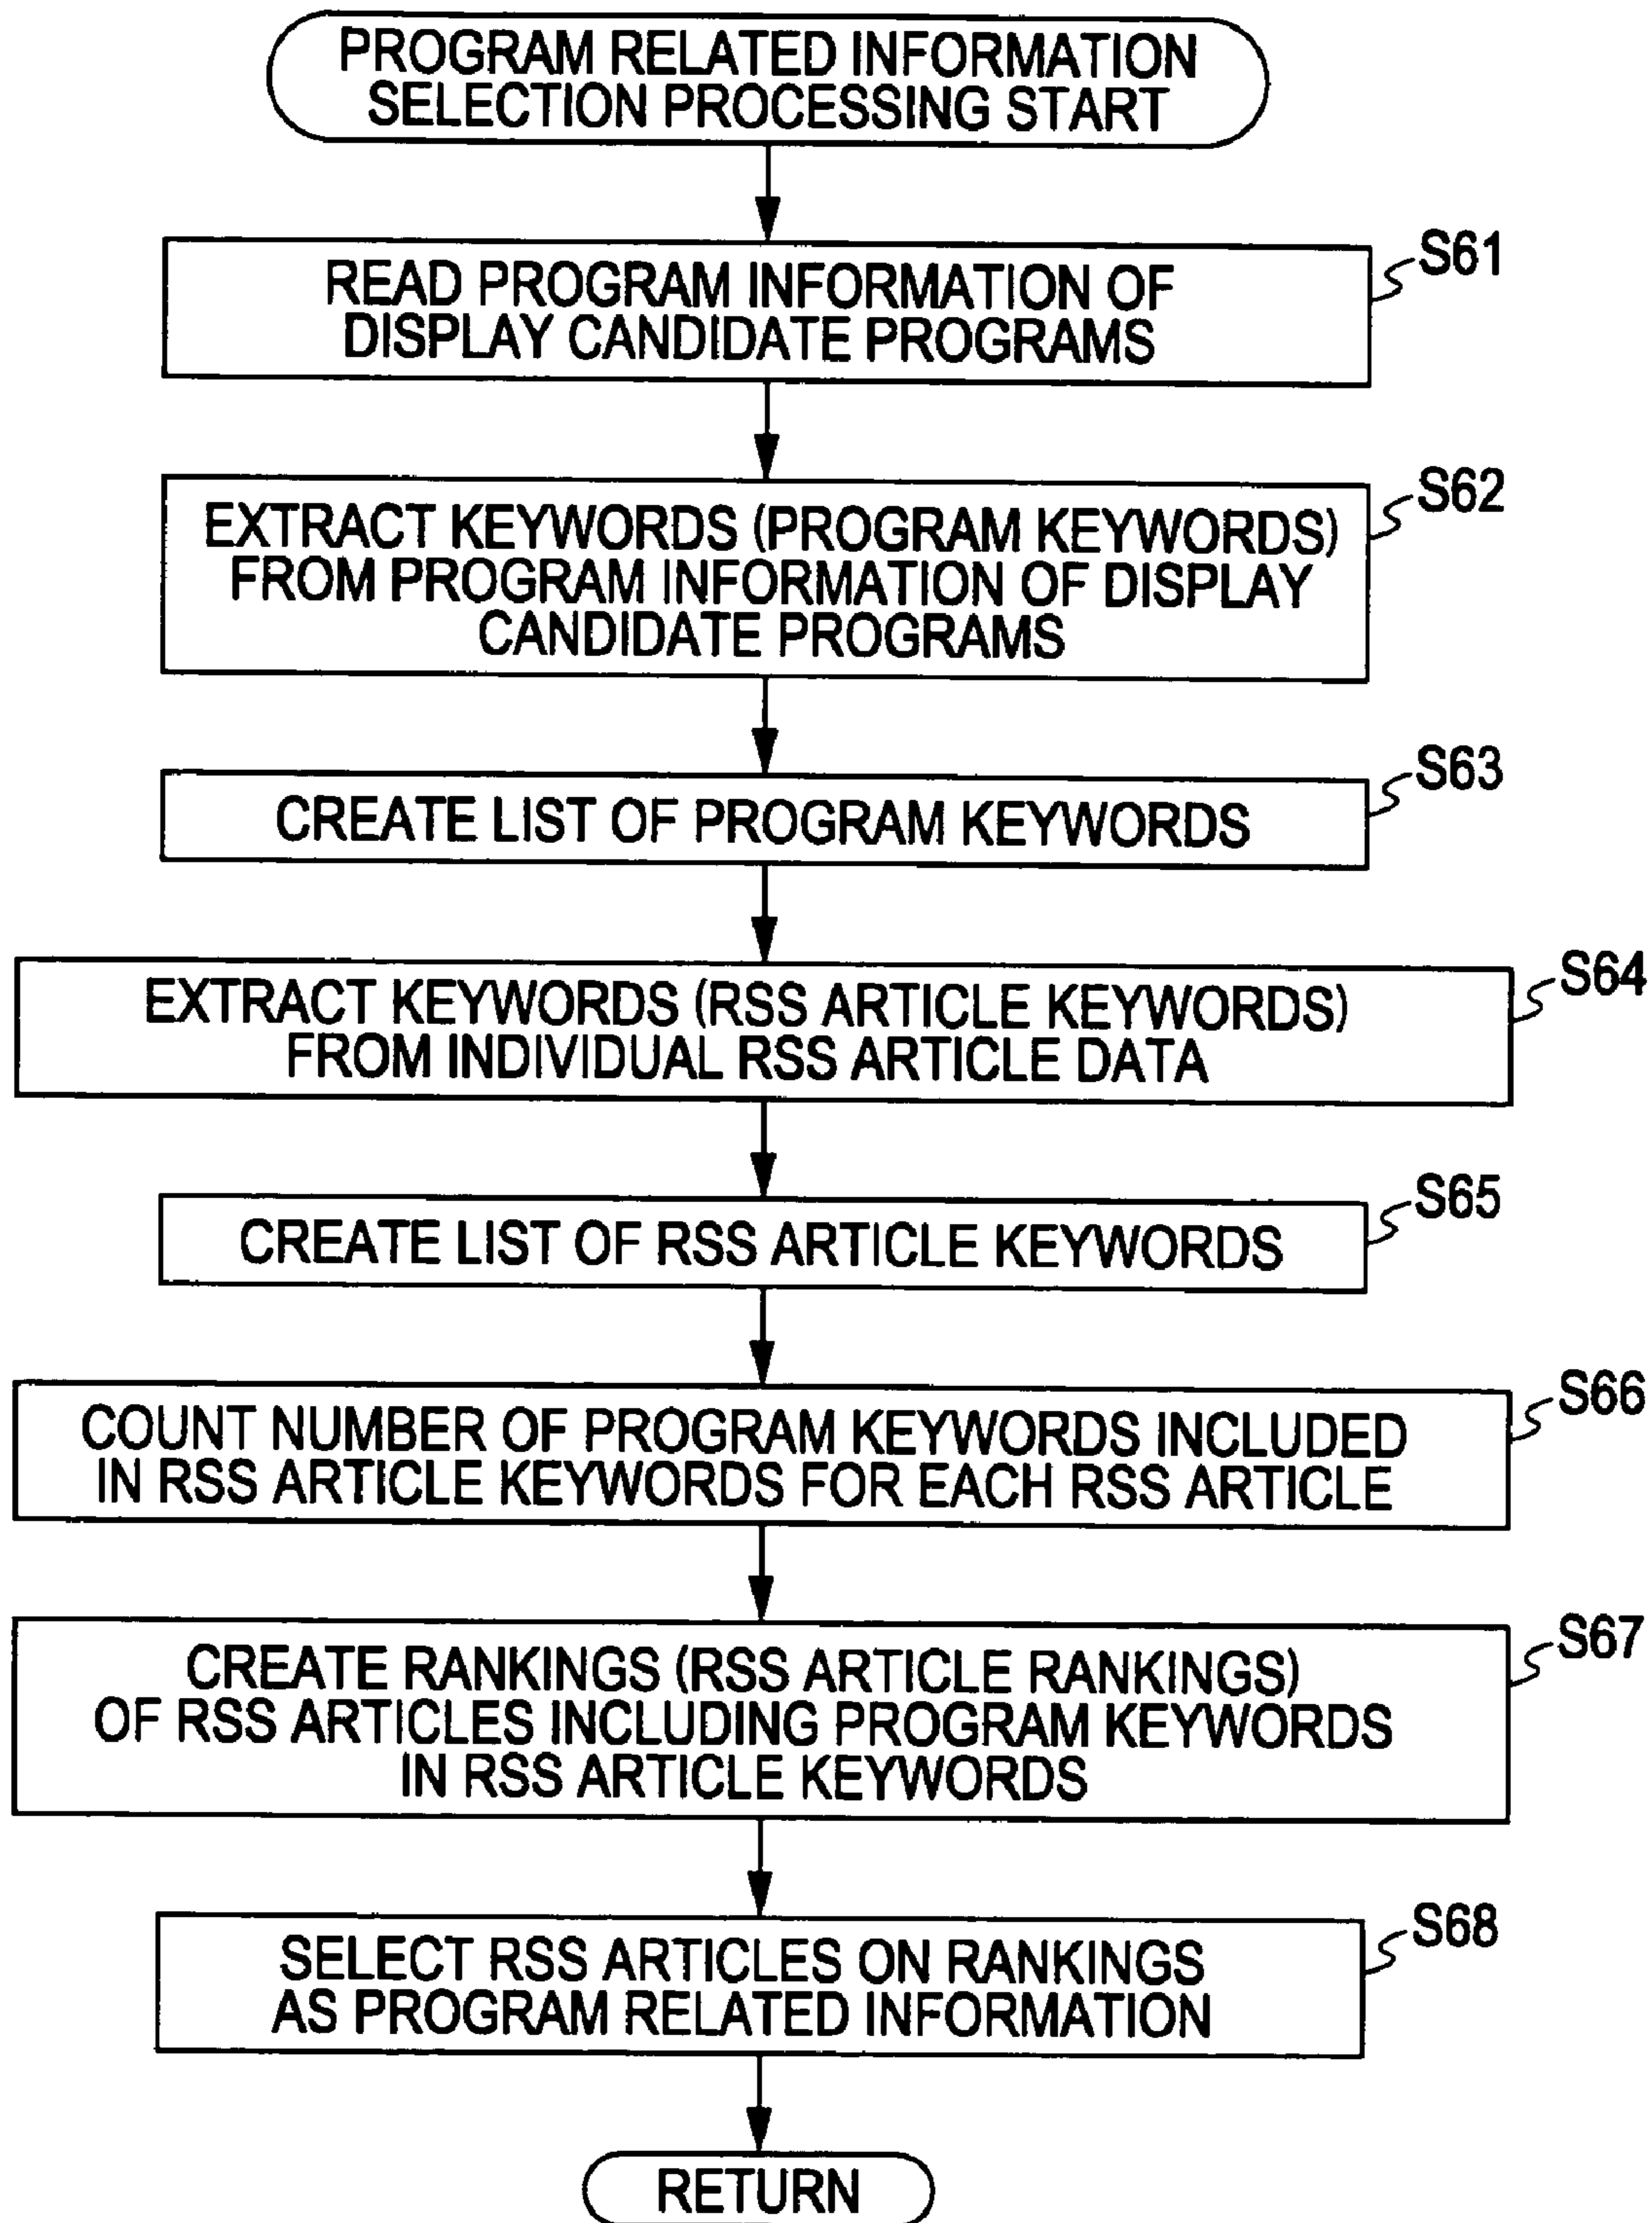 PROGRAM RELATED INFORMATION
SELECTION PROCESSING START
S61
READ PROGRAM INFORMATION OF
DISPLAY CANDIDATE PROGRAMS
S62
EXTRACT KEYWORDS (PROGRAM KEYWORDS)
FROM PROGRAM INFORMATION OF DISPLAY
CANDIDATE PROGRAMS
S63
CREATE LIST OF PROGRAM KEYWORDS
S64
EXTRACT KEYWORDS (RSS ARTICLE KEYWORDS)
FROM INDIVIDUAL RSS ARTICLE DATA
S65
CREATE LIST OF RSS ARTICLE KEYWORDS
S66
COUNT NUMBER OF PROGRAM KEYWORDS INCLUDED
IN RSS ARTICLE KEYWORDS FOR EACH RSS ARTICLE
S67
CREATE RANKINGS (RSS ARTICLE RANKINGS)
OF RSS ARTICLES INCLUDING PROGRAM KEYWORDS
IN RSS ARTICLE KEYWORDS
S68
SELECT RSS ARTICLES ON RANKINGS
AS PROGRAM RELATED INFORMATION
RETURN